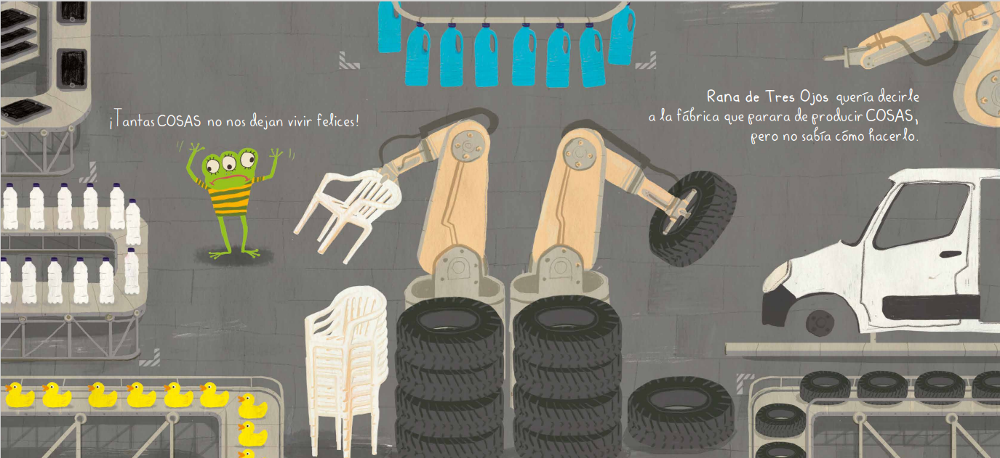 ¡Tantas COSAS no nos dejan vivir felices!
Rana de Tres Ojos quería decirle
a la fábrica que parara de producir COSAS,
pero no sabía cómo hacerlo.